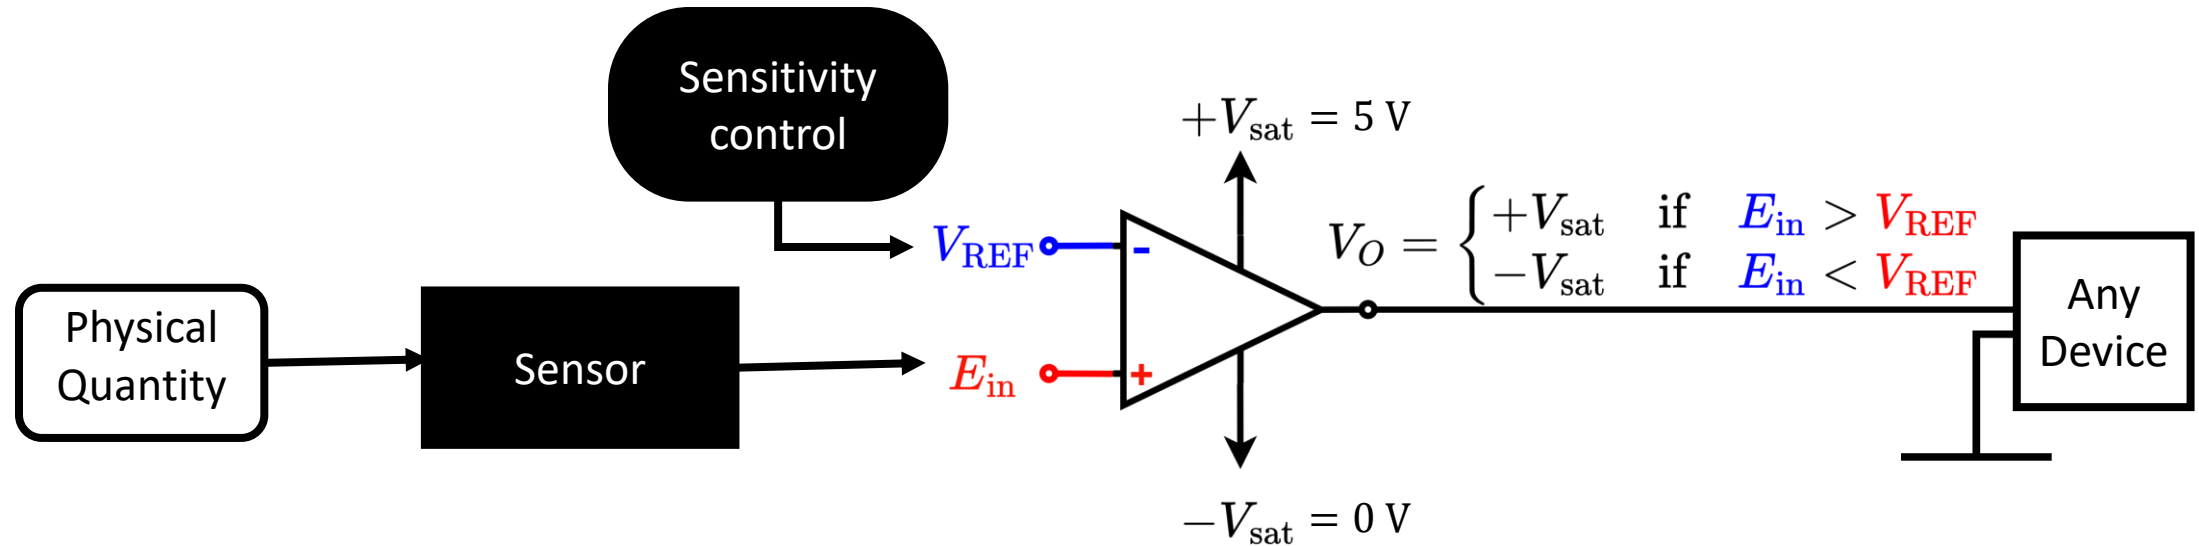 Sensitivity
control
+V_sat = 5 V
V_REF
-
V_O = { +V_sat if E_in > V_REF
−V_sat if E_in < V_REF
Physical
Quantity
Sensor
E_in
+
Any
Device
−V_sat = 0 V